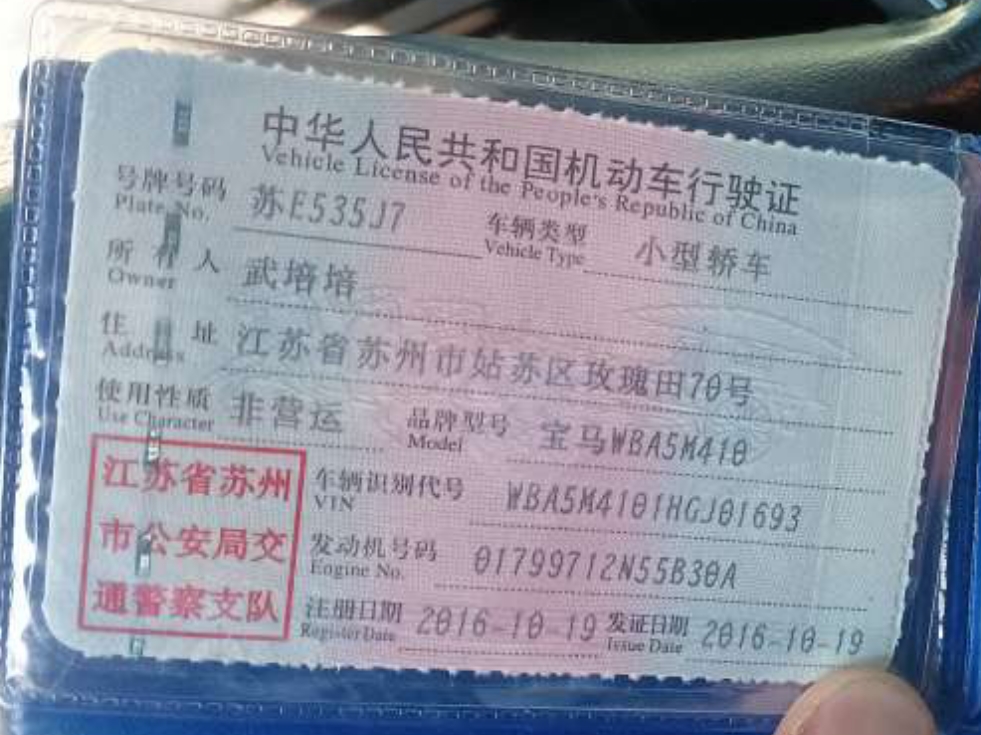 中华人民共和国机动车行驶证
Vehicle License of the People's Republic of China
号牌号码 苏E535J7 车辆类型 小型轿车
Plate No. Vehicle Type
所有人 武培培
Owner
住址 江苏省苏州市姑苏区玫瑰田70号
Address
使用性质 非营运 品牌型号 宝马WBA5M410
Use Character Model
江苏省苏州 车辆识别代号 WBA5M4101HGJ01693
VIN
市公安局交 发动机号码 01799712N55B30A
Engine No.
通警察支队 注册日期 2016-10-19 发证日期 2016-10-19
Register Date Issue Date